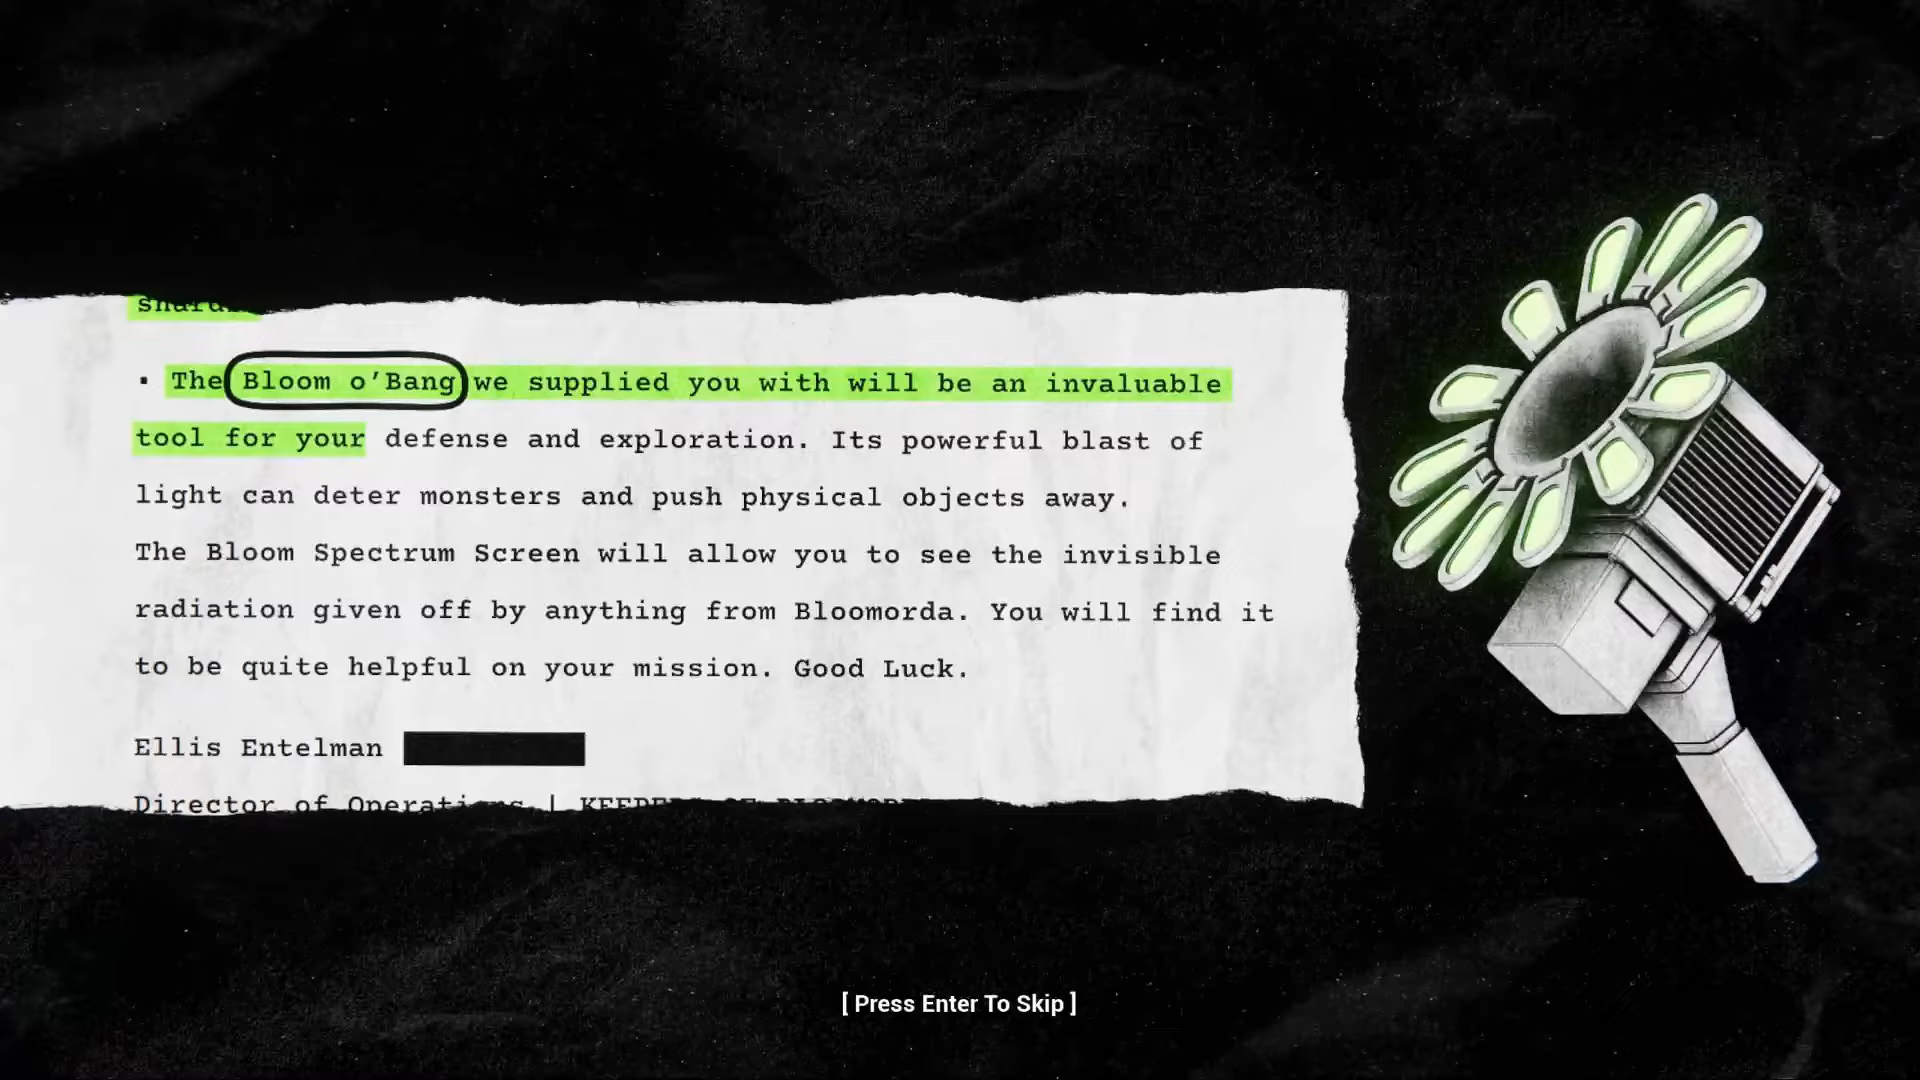 · The Bloom o’Bang we supplied you with will be an invaluable
tool for your defense and exploration. Its powerful blast of
light can deter monsters and push physical objects away.
The Bloom Spectrum Screen will allow you to see the invisible
radiation given off by anything from Bloomorda. You will find it
to be quite helpful on your mission. Good Luck.
Ellis Entelman
Director of Operations |
[ Press Enter To Skip ]